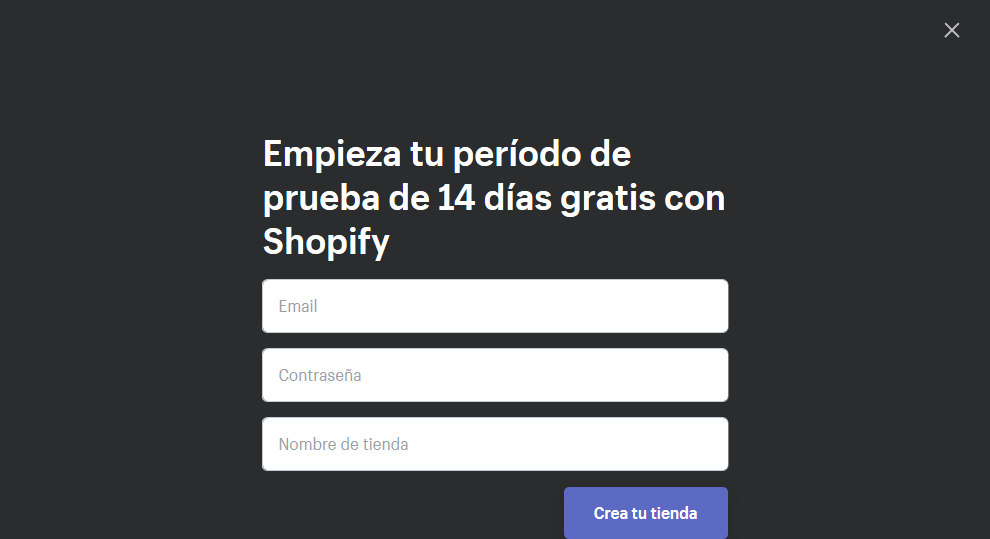 Empieza tu período de
prueba de 14 días gratis con
Shopify
Email
Contraseña
Nombre de tienda
Crea tu tienda